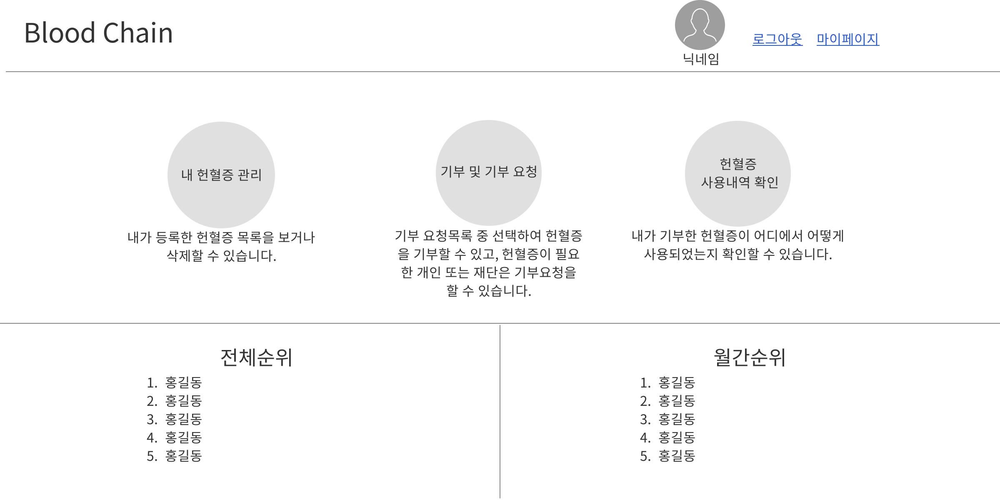 Blood Chain
로그아웃 마이페이지
닉네임
내 헌혈증 관리
기부 및 기부 요청
헌혈증
사용내역 확인
내가 등록한 헌혈증 목록을 보거나
삭제할 수 있습니다.
기부 요청목록 중 선택하여 헌혈증
을 기부할 수 있고, 헌혈증이 필요
한 개인 또는 재단은 기부요청을
할 수 있습니다.
내가 기부한 헌혈증이 어디에서 어떻게
사용되었는지 확인할 수 있습니다.
전체순위
1. 홍길동
2. 홍길동
3. 홍길동
4. 홍길동
5. 홍길동
월간순위
1. 홍길동
2. 홍길동
3. 홍길동
4. 홍길동
5. 홍길동